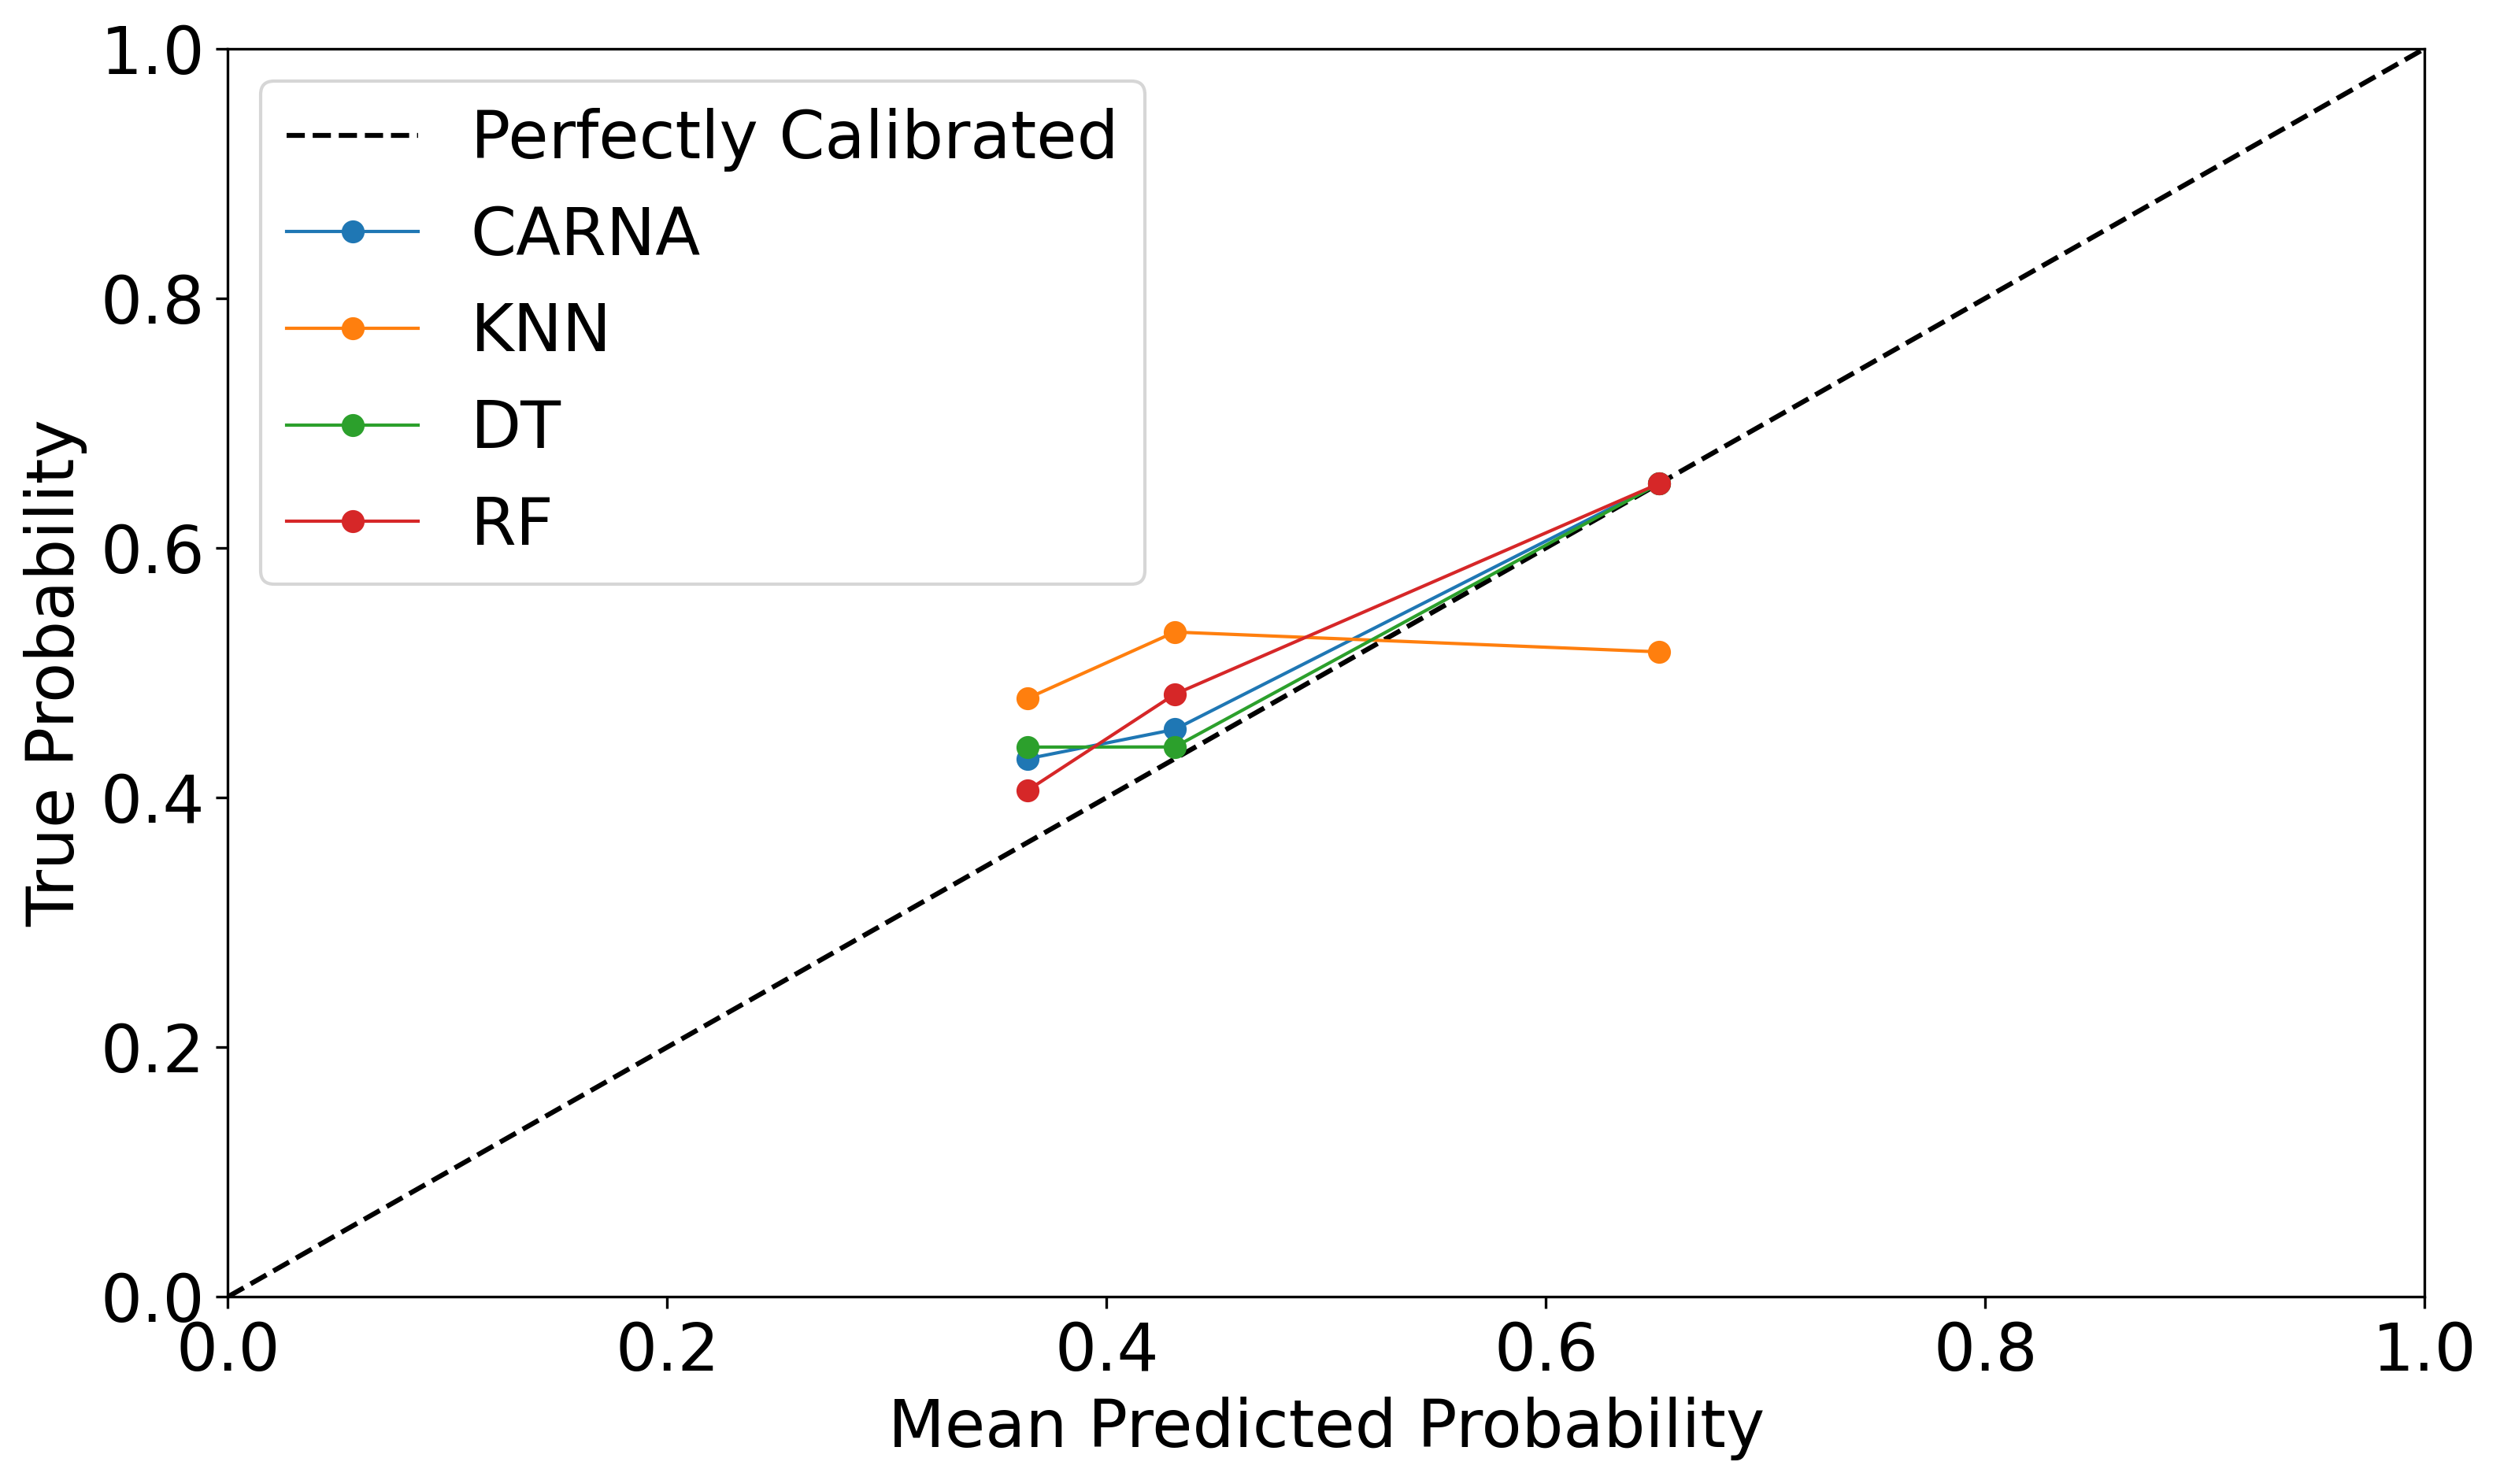 1.0
0.8
0.6
0.4
0.2
0.0
True Probability
Perfectly Calibrated
CARNA
KNN
DT
RF
0.0 0.2 0.4 0.6 0.8 1.0
Mean Predicted Probability